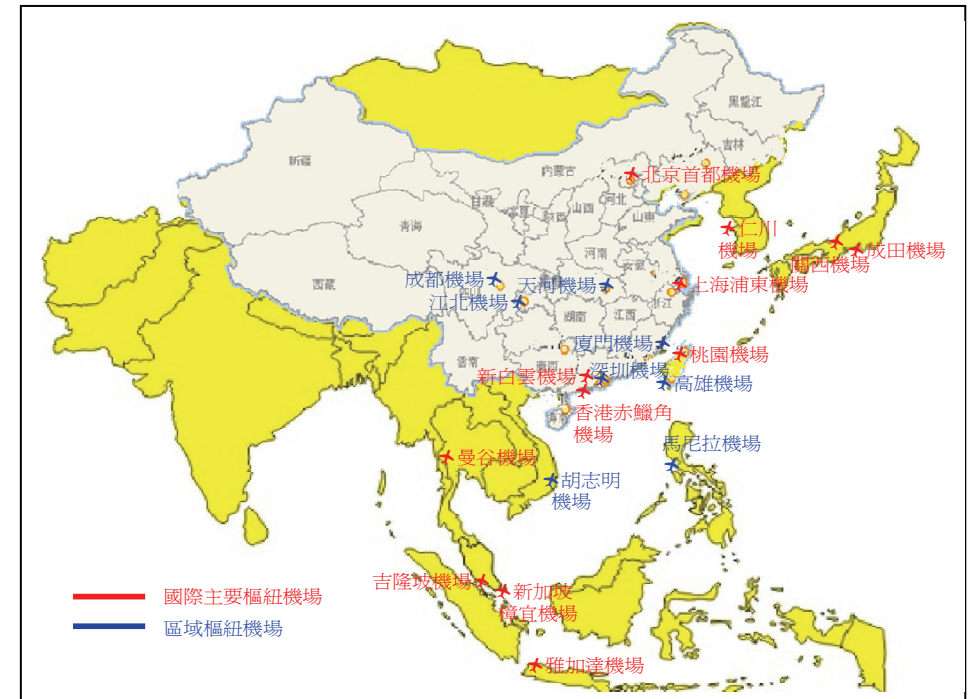 黑龍江
吉林
新疆
內蒙古
北京首都機場
甘肅
寧夏
山西
河北
山東
青海
陝西
仁川
機場
成田機場
關西機場
河南
安徽
西藏
成都機場
四川
天河機場
上海浦東機場
江北機場
浙江
湖南
江西
廈門機場
雲南
桃園機場
深圳機場
新白雲機場
高雄機場
香港赤鱲角
機場
馬尼拉機場
曼谷機場
胡志明
機場
吉隆坡機場
新加坡
樟宜機場
國際主要樞紐機場
區域樞紐機場
雅加達機場